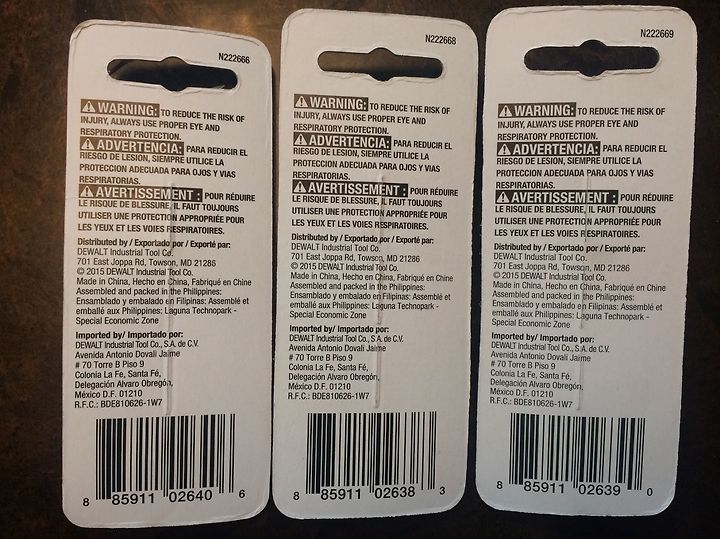 N222666
WARNING: TO REDUCE THE RISK OF
INJURY, ALWAYS USE PROPER EYE AND
RESPIRATORY PROTECTION.
ADVERTENCIA: PARA REDUCIR EL
RIESGO DE LESION, SIEMPRE UTILICE LA
PROTECCION ADECUADA PARA OJOS Y VIAS
RESPIRATORIAS.
AVERTISSEMENT : POUR RÉDUIRE
LE RISQUE DE BLESSURE, IL FAUT TOUJOURS
UTILISER UNE PROTECTION APPROPRIÉE POUR
LES YEUX ET LES VOIES RESPIRATOIRES.
Distributed by / Exportado por / Exporté par:
DEWALT Industrial Tool Co.
701 East Joppa Rd, Towson, MD 21286
© 2015 DEWALT Industrial Tool Co.
Made in China, Hecho en China, Fabriqué en Chine
Assembled and packed in the Philippines:
Ensamblado y embalado en Filipinas: Assemblé et
emballé aux Philippines: Laguna Technopark -
Special Economic Zone
Imported by/ Importado por:
DEWALT Industrial Tool Co., S.A. de C.V.
Avenida Antonio Dovali Jaime
# 70 Torre B Piso 9
Colonia La Fe, Santa Fé,
Delegación Alvaro Obregón,
México D.F. 01210
R.F.C.: BDE810626-1W7
8 85911 02640 6
N222668
WARNING: TO REDUCE THE RISK OF
INJURY, ALWAYS USE PROPER EYE AND
RESPIRATORY PROTECTION.
ADVERTENCIA: PARA REDUCIR EL
RIESGO DE LESION, SIEMPRE UTILICE LA
PROTECCION ADECUADA PARA OJOS Y VIAS
RESPIRATORIAS.
AVERTISSEMENT : POUR RÉDUIRE
LE RISQUE DE BLESSURE, IL FAUT TOUJOURS
UTILISER UNE PROTECTION APPROPRIÉE POUR
LES YEUX ET LES VOIES RESPIRATOIRES.
Distributed by / Exportado por / Exporté par:
DEWALT Industrial Tool Co.
701 East Joppa Rd, Towson, MD 21286
© 2015 DEWALT Industrial Tool Co.
Made in China, Hecho en China, Fabriqué en Chine
Assembled and packed in the Philippines:
Ensamblado y embalado en Filipinas: Assemblé et
emballé aux Philippines: Laguna Technopark -
Special Economic Zone
Imported by/ Importado por:
DEWALT Industrial Tool Co., S.A. de C.V.
Avenida Antonio Dovali Jaime
# 70 Torre B Piso 9
Colonia La Fe, Santa Fé,
Delegación Alvaro Obregón,
México D.F. 01210
R.F.C.: BDE810626-1W7
8 85911 02638 3
N222669
WARNING: TO REDUCE THE RISK OF
INJURY, ALWAYS USE PROPER EYE AND
RESPIRATORY PROTECTION.
ADVERTENCIA: PARA REDUCIR EL
RIESGO DE LESION, SIEMPRE UTILICE LA
PROTECCION ADECUADA PARA OJOS Y VIAS
RESPIRATORIAS.
AVERTISSEMENT : POUR RÉDUIRE
LE RISQUE DE BLESSURE, IL FAUT TOUJOURS
UTILISER UNE PROTECTION APPROPRIÉE POUR
LES YEUX ET LES VOIES RESPIRATOIRES.
Distributed by / Exportado por / Exporté par:
DEWALT Industrial Tool Co.
701 East Joppa Rd, Towson, MD 21286
© 2015 DEWALT Industrial Tool Co.
Made in China, Hecho en China, Fabriqué en Chine
Assembled and packed in the Philippines:
Ensamblado y embalado en Filipinas: Assemblé et
emballé aux Philippines: Laguna Technopark -
Special Economic Zone
Imported by/ Importado por:
DEWALT Industrial Tool Co., S.A. de C.V.
Avenida Antonio Dovali Jaime
# 70 Torre B Piso 9
Colonia La Fe, Santa Fé,
Delegación Alvaro Obregón,
México D.F. 01210
R.F.C.: BDE810626-1W7
8 85911 02639 0